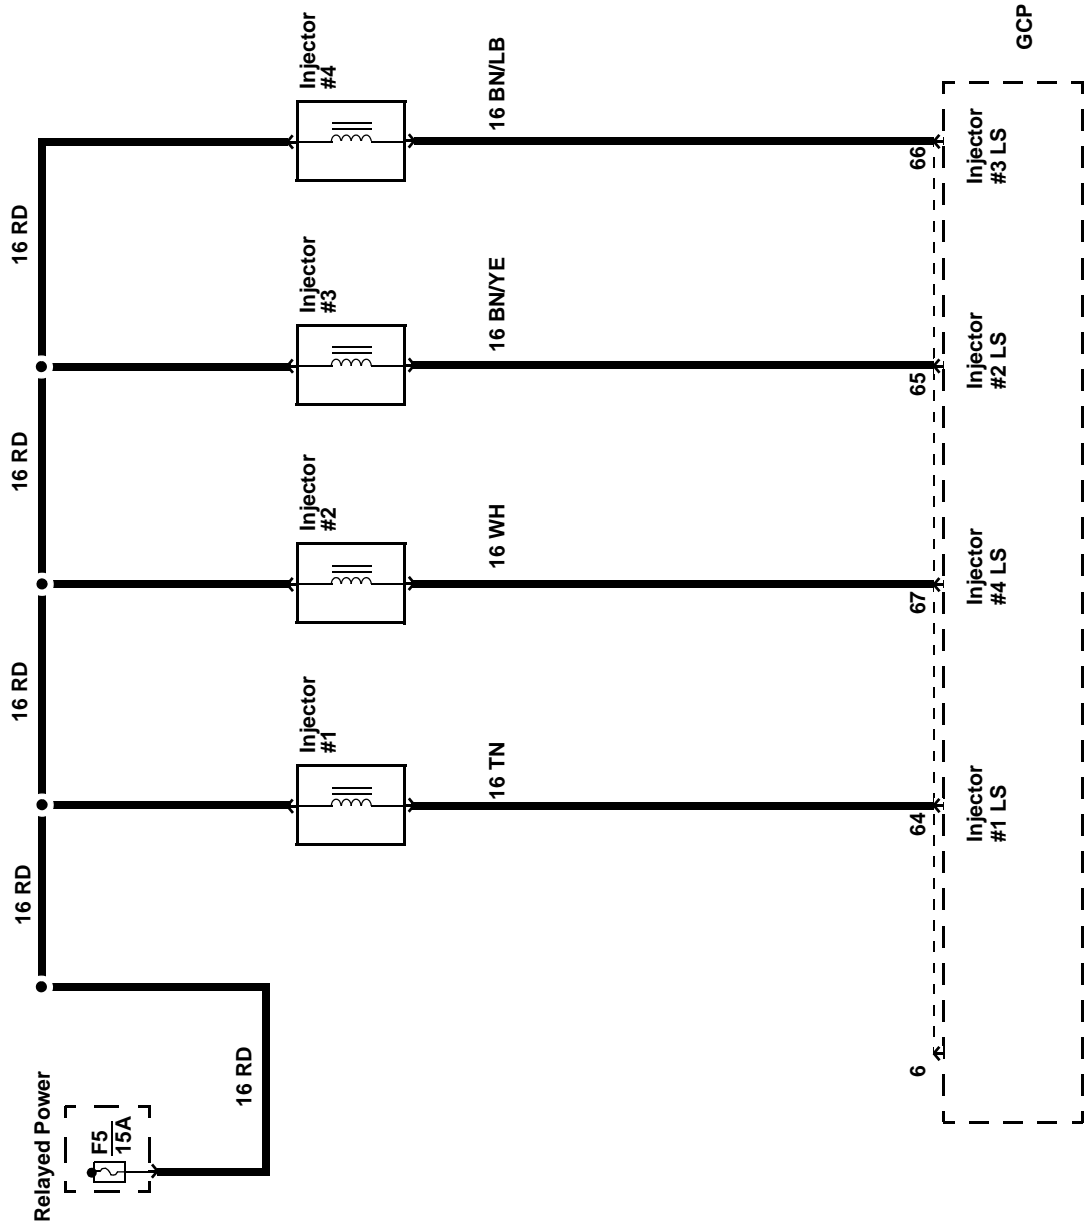 Relayed Power
F5
15A
16 RD
16 RD
16 RD
16 RD
16 RD
Injector
#1
Injector
#2
Injector
#3
Injector
#4
16 TN
16 WH
16 BN/YE
16 BN/LB
6
64
67
65
66
Injector
#1 LS
Injector
#4 LS
Injector
#2 LS
Injector
#3 LS
GCP